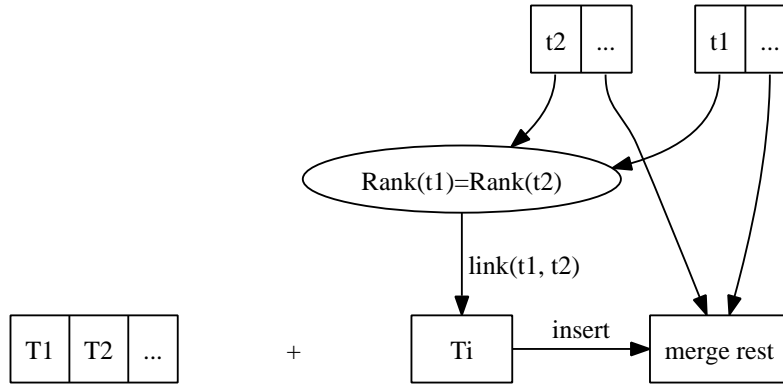 t2 ... t1 ...
Rank(t1)=Rank(t2)
link(t1, t2)
T1 T2 ... + Ti insert merge rest